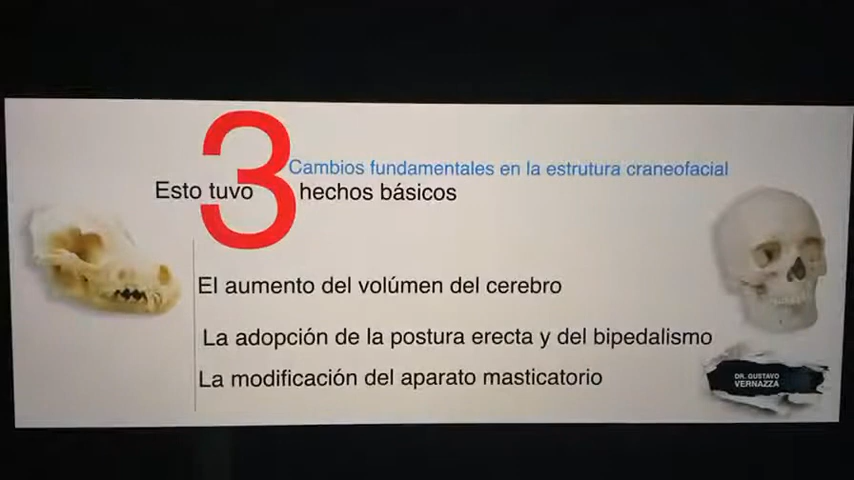 3
Cambios fundamentales en la estrutura craneofacial
Esto tuvo hechos básicos
El aumento del volúmen del cerebro
La adopción de la postura erecta y del bipedalismo
La modificación del aparato masticatorio
DR. GUSTAVO
VERNAZZA